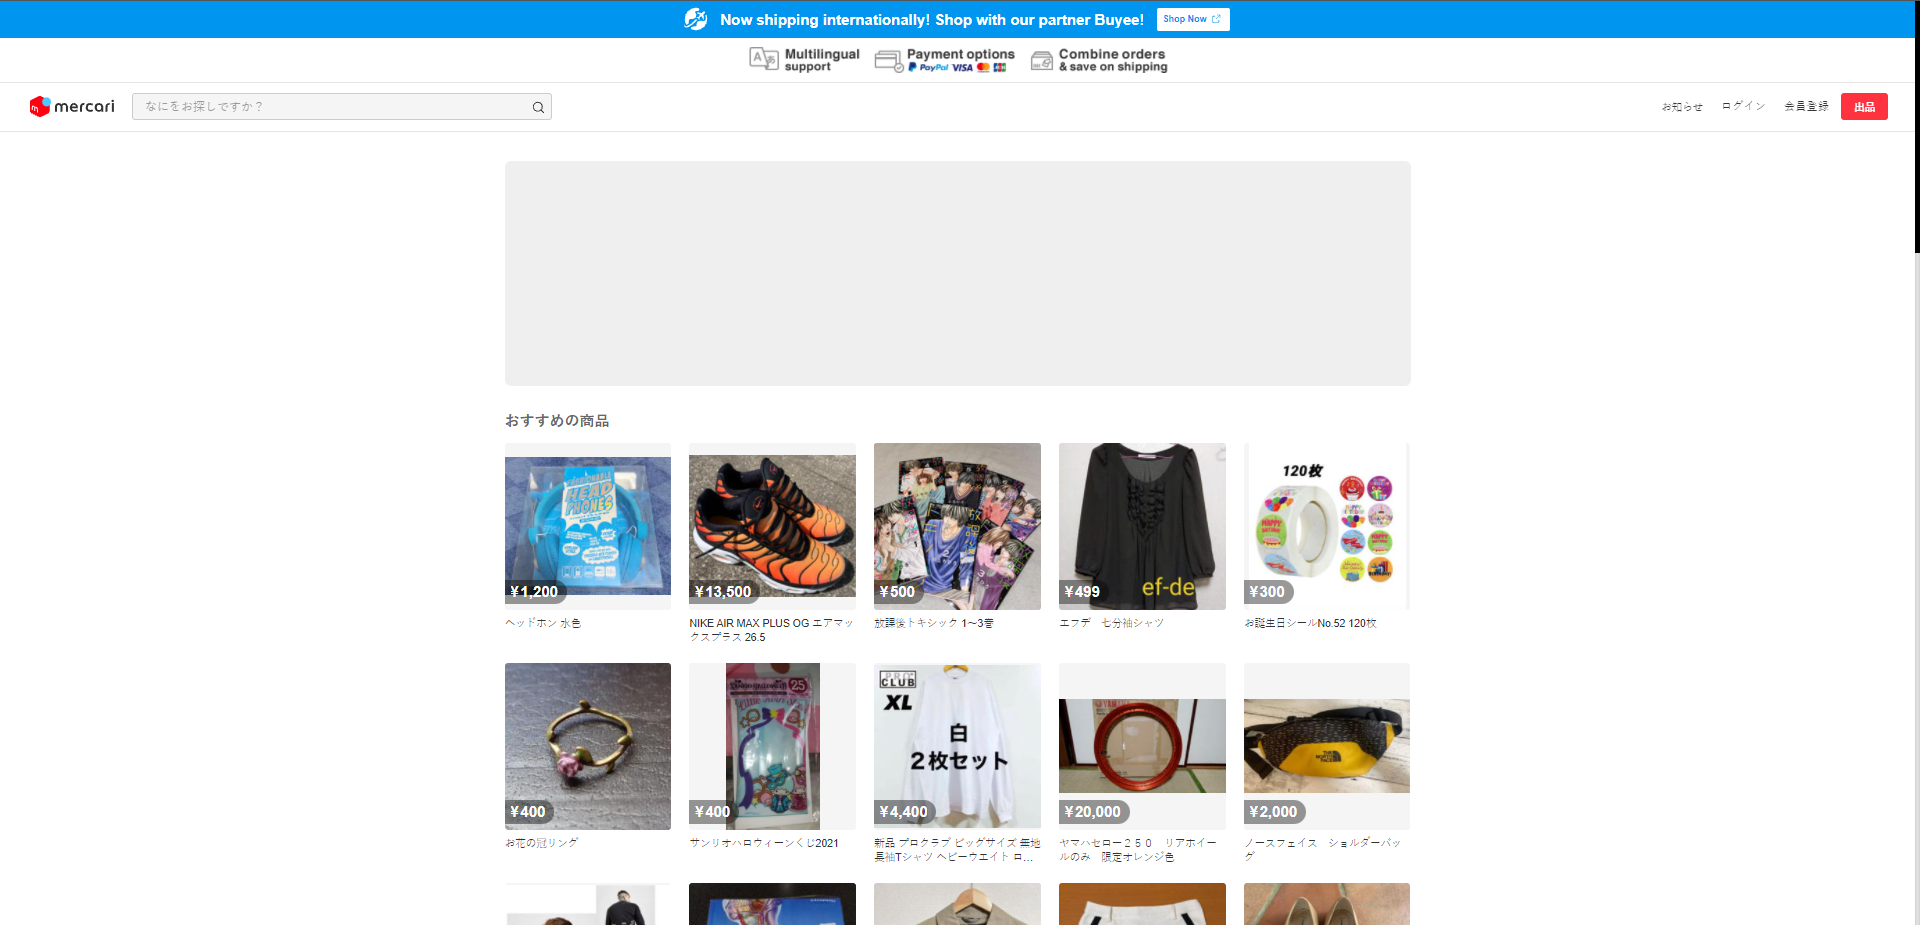 Now shipping internationally! Shop with our partner Buyee!
Shop Now
Multilingual support
Payment options
PayPal VISA
Combine orders & save on shipping
mercari
なにをお探しですか？
お知らせ
ログイン
会員登録
出品
おすすめの商品
HEAD PHONES
¥1,200
ヘッドホン 水色
¥13,500
NIKE AIR MAX PLUS OG エアマックスプラス 26.5
¥500
放課後トキシック 1〜3巻
ef-de
¥499
エフデ　七分袖シャツ
120枚
¥300
お誕生日シールNo.52 120枚
¥400
お花の冠リング
25
¥400
サンリオハロウィーンくじ2021
PRO CLUB
XL
白
２枚セット
¥4,400
新品 プロクラブ ビッグサイズ 無地
長袖Tシャツ ヘビーウエイト ロ...
¥20,000
ヤマハセロー２５０　リアホイールのみ　限定オレンジ色
THE NORTH FACE
¥2,000
ノースフェイス　ショルダーバッグ